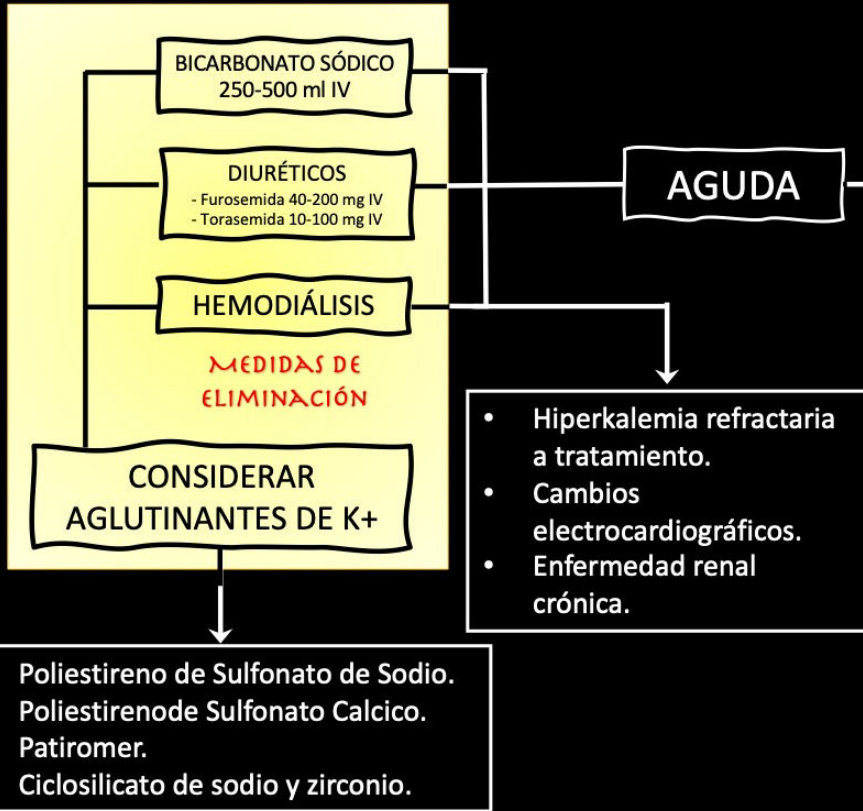 BICARBONATO SÓDICO
250-500 ml IV
DIURÉTICOS
- Furosemida 40-200 mg IV
- Torasemida 10-100 mg IV
AGUDA
HEMODIÁLISIS
MEDIDAS DE
ELIMINACIÓN
CONSIDERAR
AGLUTINANTES DE K+
• Hiperkalemia refractaria
a tratamiento.
• Cambios
electrocardiográficos.
• Enfermedad renal
crónica.
Poliestireno de Sulfonato de Sodio.
Poliestirenode Sulfonato Calcico.
Patiromer.
Ciclosilicato de sodio y zirconio.